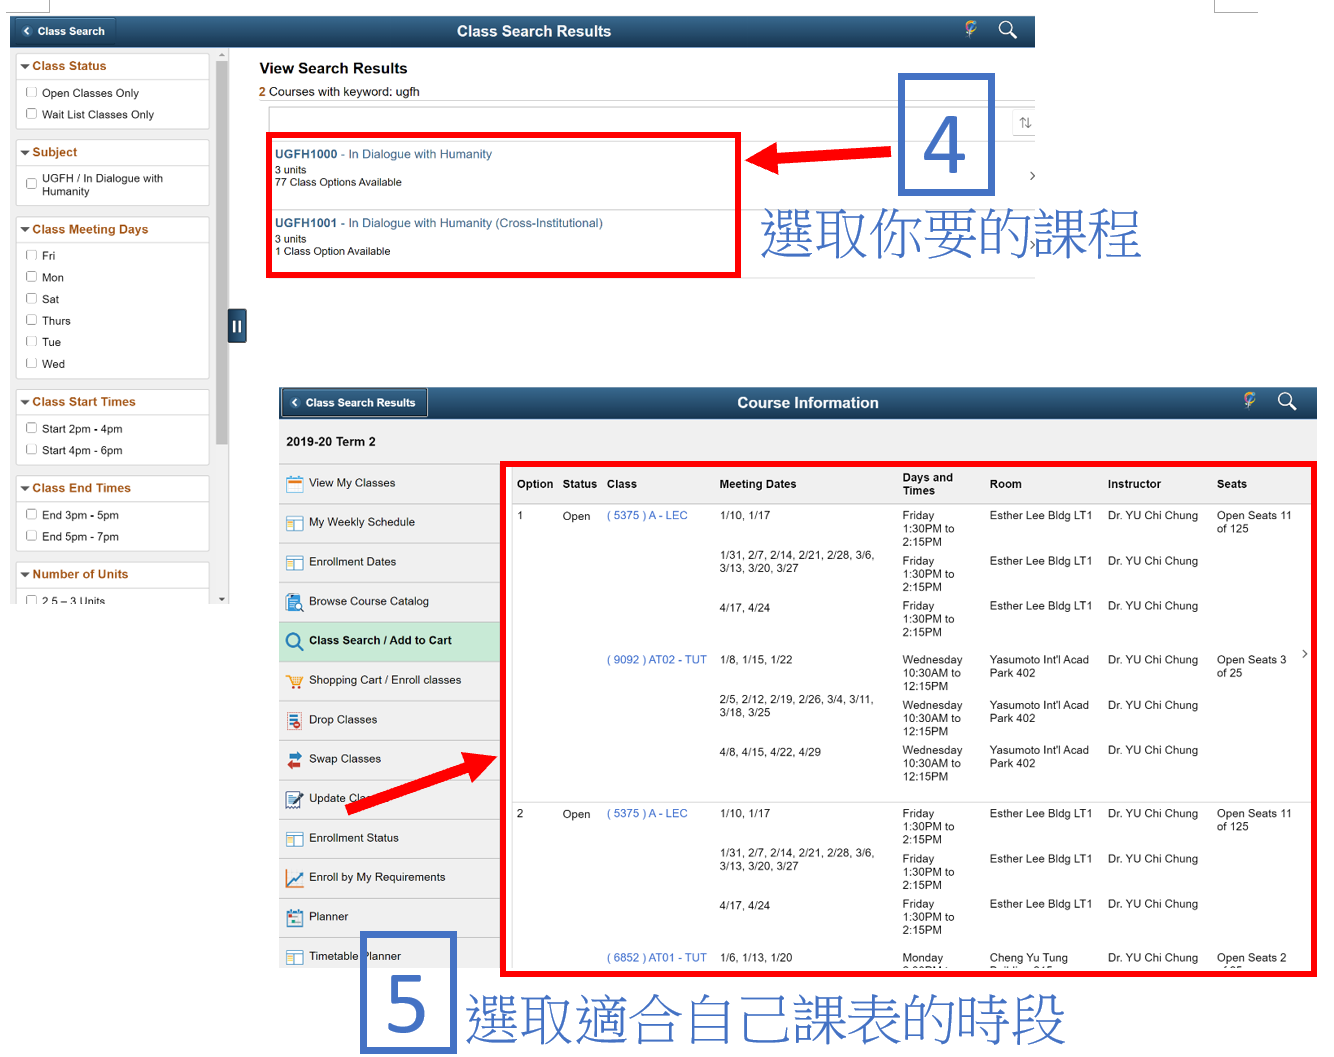 Class Search
Class Search Results
Class Status
Open Classes Only
Wait List Classes Only
Subject
UGFH / In Dialogue with
Humanity
Class Meeting Days
Fri
Mon
Sat
Thurs
Tue
Wed
Class Start Times
Start 2pm - 4pm
Start 4pm - 6pm
Class End Times
End 3pm - 5pm
End 5pm - 7pm
Number of Units
2.5 – 3 Units
View Search Results
2 Courses with keyword: ugfh
UGFH1000 - In Dialogue with Humanity
3 units
77 Class Options Available
UGFH1001 - In Dialogue with Humanity (Cross-Institutional)
3 units
1 Class Option Available
4
選取你要的課程
Class Search Results
Course Information
2019-20 Term 2
View My Classes
My Weekly Schedule
Enrollment Dates
Browse Course Catalog
Class Search / Add to Cart
Shopping Cart / Enroll classes
Drop Classes
Swap Classes
Update
Enrollment Status
Enroll by My Requirements
Planner
Timetable Planner
Option Status Class Meeting Dates Days and Times Room Instructor Seats
1 Open ( 5375 ) A - LEC 1/10, 1/17 Friday 1:30PM to 2:15PM Esther Lee Bldg LT1 Dr. YU Chi Chung Open Seats 11 of 125
1/31, 2/7, 2/14, 2/21, 2/28, 3/6, 3/13, 3/20, 3/27 Friday 1:30PM to 2:15PM Esther Lee Bldg LT1 Dr. YU Chi Chung
4/17, 4/24 Friday 1:30PM to 2:15PM Esther Lee Bldg LT1 Dr. YU Chi Chung
( 9092 ) AT02 - TUT 1/8, 1/15, 1/22 Wednesday 10:30AM to 12:15PM Yasumoto Int'l Acad Park 402 Dr. YU Chi Chung Open Seats 3 of 25
2/5, 2/12, 2/19, 2/26, 3/4, 3/11, 3/18, 3/25 Wednesday 10:30AM to 12:15PM Yasumoto Int'l Acad Park 402 Dr. YU Chi Chung
4/8, 4/15, 4/22, 4/29 Wednesday 10:30AM to 12:15PM Yasumoto Int'l Acad Park 402 Dr. YU Chi Chung
2 Open ( 5375 ) A - LEC 1/10, 1/17 Friday 1:30PM to 2:15PM Esther Lee Bldg LT1 Dr. YU Chi Chung Open Seats 11 of 125
1/31, 2/7, 2/14, 2/21, 2/28, 3/6, 3/13, 3/20, 3/27 Friday 1:30PM to 2:15PM Esther Lee Bldg LT1 Dr. YU Chi Chung
4/17, 4/24 Friday 1:30PM to 2:15PM Esther Lee Bldg LT1 Dr. YU Chi Chung
( 6852 ) AT01 - TUT 1/6, 1/13, 1/20 Monday Cheng Yu Tung Dr. YU Chi Chung Open Seats 2
5
選取適合自己課表的時段